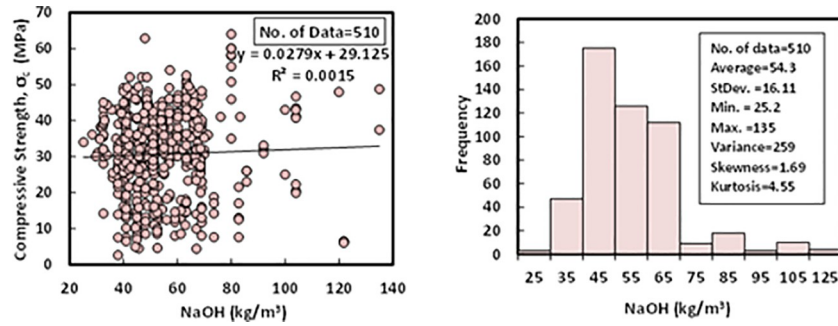 No. of Data=510
y = 0.0279x + 29.125
R² = 0.0015
Compressive Strength, σc (MPa)
70
60
50
40
30
20
10
0
20 40 60 80 100 120 140
NaOH (kg/m³)
200
180
160
140
120
100
80
60
40
20
0
Frequency
No. of data=510
Average=54.3
StDev. =16.11
Min. =25.2
Max. =135
Variance=259
Skewness=1.69
Kurtosis=4.55
25 35 45 55 65 75 85 95 105 125
NaOH (kg/m³)